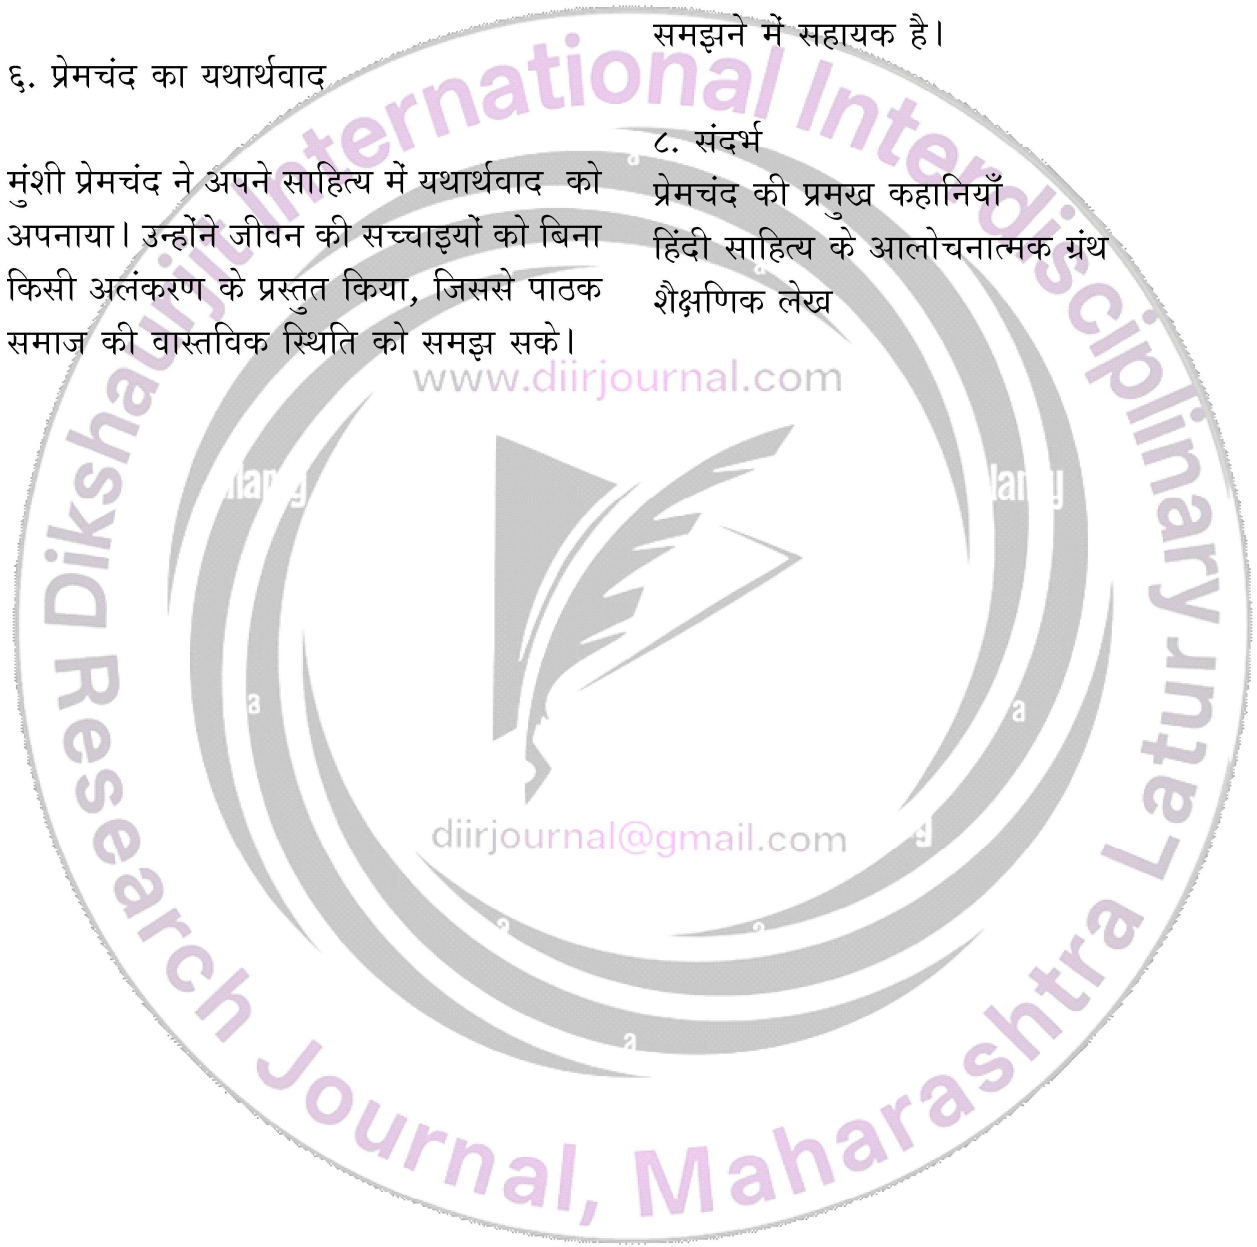 ६. प्रेमचंद का यथार्थवाद
मुंशी प्रेमचंद ने अपने साहित्य में यथार्थवाद को
अपनाया। उन्होंने जीवन की सच्चाइयों को बिना
किसी अलंकरण के प्रस्तुत किया, जिससे पाठक
समाज की वास्तविक स्थिति को समझ सके।
समझने में सहायक है।
८. संदर्भ
प्रेमचंद की प्रमुख कहानियाँ
हिंदी साहित्य के आलोचनात्मक ग्रंथ
शैक्षणिक लेख
www.diirjournal.com
diirjournal@gmail.com
Dikshaurijit International Interdisciplinary
Research Journal, Maharashtra Latur